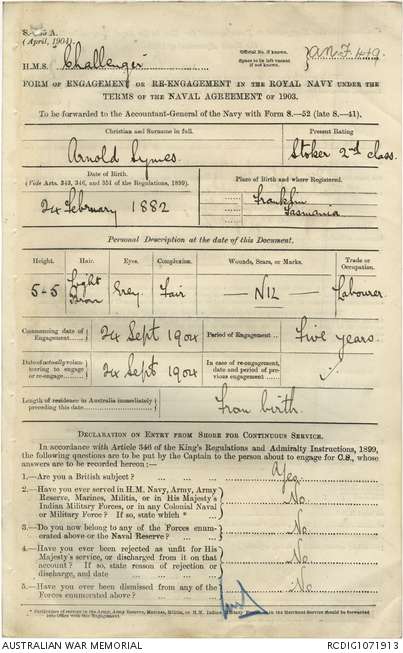 (April, 1904)
Official No. if known.
Space to be left vacant
if not known.
H.M.S. Challenger
FORM OF ENGAGEMENT OR RE-ENGAGEMENT IN THE ROYAL NAVY UNDER THE
TERMS OF THE NAVAL AGREEMENT OF 1903.
To be forwarded to the Accountant-General of the Navy with Form S.—52 (late S.—41).
Christian and Surname in full.
Present Rating
Arnold Synes.
Stoker 2nd class.
Date of Birth.
(Vide Arts. 343, 346, and 351 of the Regulations, 1899)
Place of Birth and where Registered.
24 February 1882
Franklin
Tasmania
Personal Description at the date of this Document.
Height. Hair. Eyes. Complexion. Wounds, Scars, or Marks. Trade or Occupation.
5-5 Light Brown Grey Fair — NIL — Labourer
Commencing date of Engagement 24 Sept 1904 Period of Engagement Five years.
Date of actually volunteering to engage or re-engage 24 Sept 1904 In case of re-engagement, date and period of previous engagement
Length of residence in Australia immediately preceding this date From birth.
DECLARATION ON ENTRY FROM SHORE FOR CONTINUOUS SERVICE.
In accordance with Article 346 of the King's Regulations and Admiralty Instructions, 1899,
the following questions are to be put by the Captain to the person about to engage for C.S., whose
answers are to be recorded hereon:—
1.—Are you a British subject? Yes
2.—Have you ever served in H.M. Navy, Army, Army
Reserve, Marines, Militia, or in His Majesty's
Indian Military Forces, or in any Colonial Naval
or Military Force? If so, state which * No.
3.—Do you now belong to any of the Forces enumerated above or the Naval Reserve? No.
4.—Have you ever been rejected as unfit for His
Majesty's service, or discharged from it on that
account? If so, state reason of rejection or
discharge, and date No
5.—Have you ever been dismissed from any of the
Forces enumerated above? No
AUSTRALIAN WAR MEMORIAL
RCDIG1071913